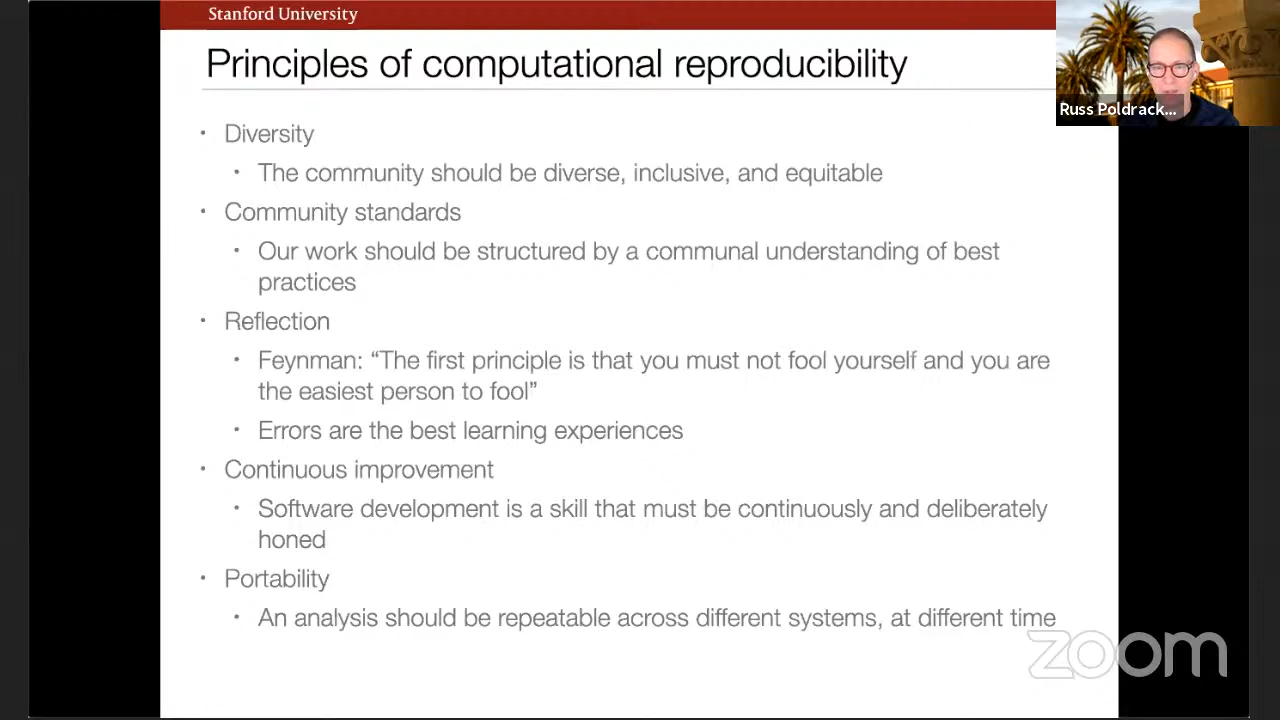 Stanford University
Principles of computational reproducibility
Russ Poldrack...
• Diversity
• The community should be diverse, inclusive, and equitable
• Community standards
• Our work should be structured by a communal understanding of best
practices
• Reflection
• Feynman: “The first principle is that you must not fool yourself and you are
the easiest person to fool”
• Errors are the best learning experiences
• Continuous improvement
• Software development is a skill that must be continuously and deliberately
honed
• Portability
• An analysis should be repeatable across different systems, at different time
zoom